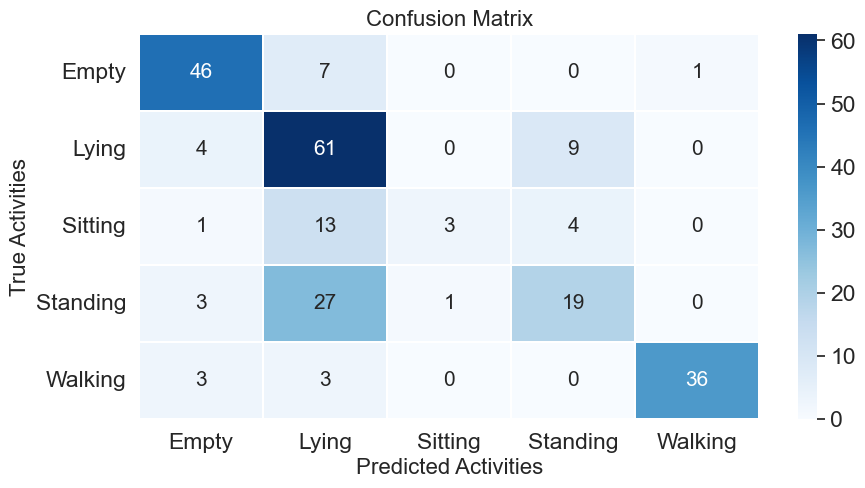 Confusion Matrix
True Activities
Empty 46 7 0 0 1
Lying 4 61 0 9 0
Sitting 1 13 3 4 0
Standing 3 27 1 19 0
Walking 3 3 0 0 36
Empty Lying Sitting Standing Walking
Predicted Activities
60
50
40
30
20
10
0